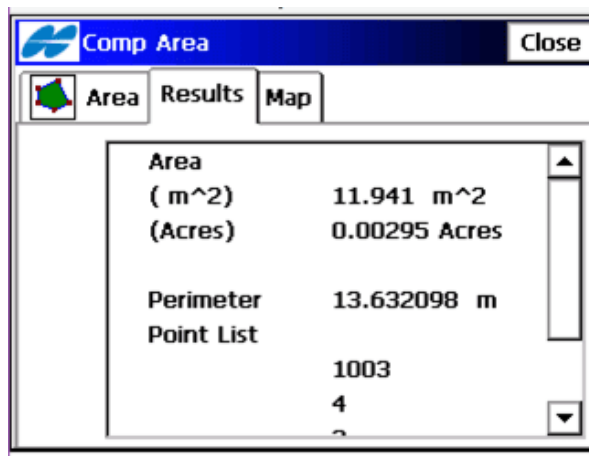 Comp Area Close
Area Results Map
Area
( m^2) 11.941 m^2
(Acres) 0.00295 Acres
Perimeter 13.632098 m
Point List
1003
4